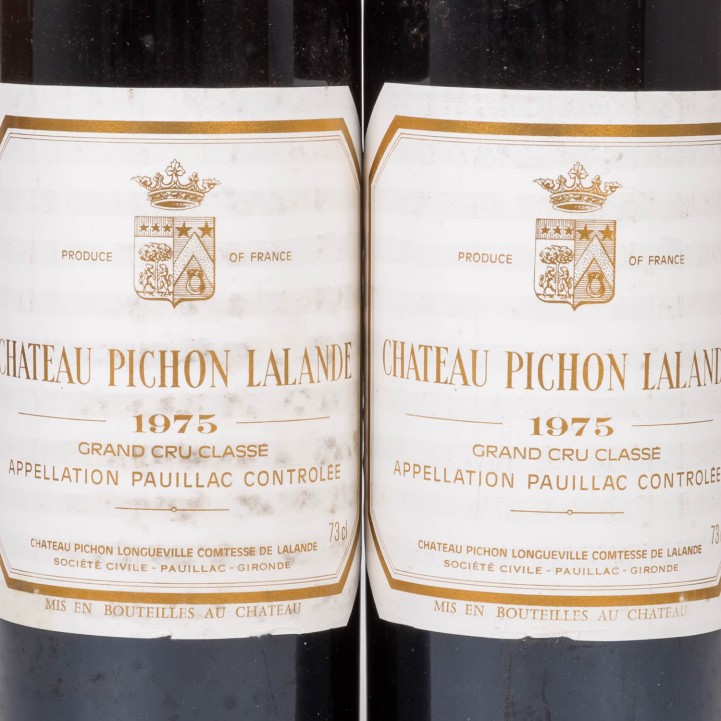 PRODUCE OF FRANCE
CHATEAU PICHON LALANDE
1975
GRAND CRU CLASSÉ
APPELLATION PAUILLAC CONTROLÉE
73 cl
CHATEAU PICHON LONGUEVILLE COMTESSE DE LALANDE
SOCIÉTÉ CIVILE - PAUILLAC - GIRONDE
MIS EN BOUTEILLES AU CHATEAU
PRODUCE OF FRANCE
CHATEAU PICHON LALAND
1975
GRAND CRU CLASSÉ
APPELLATION PAUILLAC CONTROLÉE
73
CHATEAU PICHON LONGUEVILLE COMTESSE DE LALANDE
SOCIÉTÉ CIVILE - PAUILLAC - GIRONDE
MIS EN BOUTEILLES AU CHATEAU